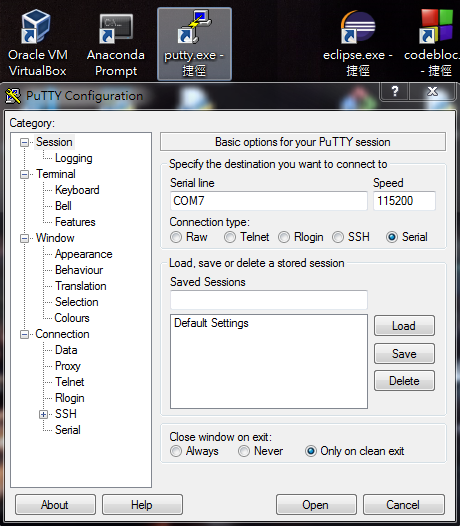 Oracle VM
VirtualBox
Anaconda
Prompt
putty.exe -
捷徑
eclipse.exe -
捷徑
codebloc...
- 捷徑
PuTTY Configuration
Category:
Session
Logging
Terminal
Keyboard
Bell
Features
Window
Appearance
Behaviour
Translation
Selection
Colours
Connection
Data
Proxy
Telnet
Rlogin
SSH
Serial
Basic options for your PuTTY session
Specify the destination you want to connect to
Serial line Speed
COM7 115200
Connection type:
Raw Telnet Rlogin SSH Serial
Load, save or delete a stored session
Saved Sessions
Default Settings
Load
Save
Delete
Close window on exit:
Always Never Only on clean exit
About Help Open Cancel